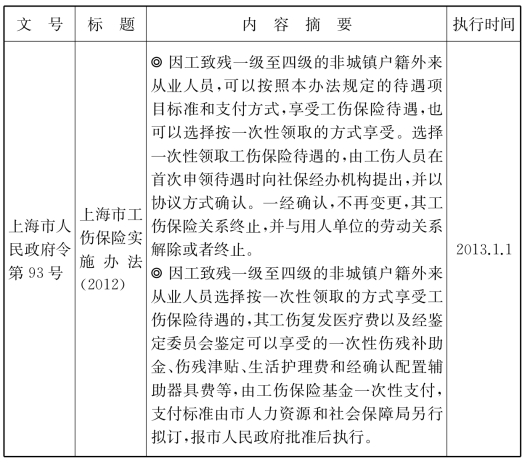 文 号 标 题 内 容 摘 要 执行时间
上海市人
民政府令
第 93 号
上海市工
伤保险实
施 办 法
(2012)
◎ 因工致残一级至四级的非城镇户籍外来
从业人员,可以按照本办法规定的待遇项
目标准和支付方式,享受工伤保险待遇,也
可以选择按一次性领取的方式享受。选择
一次性领取工伤保险待遇的,由工伤人员在
首次申领待遇时向社保经办机构提出,并以
协议方式确认。一经确认,不再变更,其工
伤保险关系终止,并与用人单位的劳动关系
解除或者终止。
◎ 因工致残一级至四级的非城镇户籍外来
从业人员选择按一次性领取的方式享受工
伤保险待遇的,其工伤复发医疗费以及经鉴
定委员会鉴定可以享受的一次性伤残补助
金、伤残津贴、生活护理费和经确认配置辅
助器具费等,由工伤保险基金一次性支付,
支付标准由市人力资源和社会保障局另行
拟订,报市人民政府批准后执行。
2013.1.1